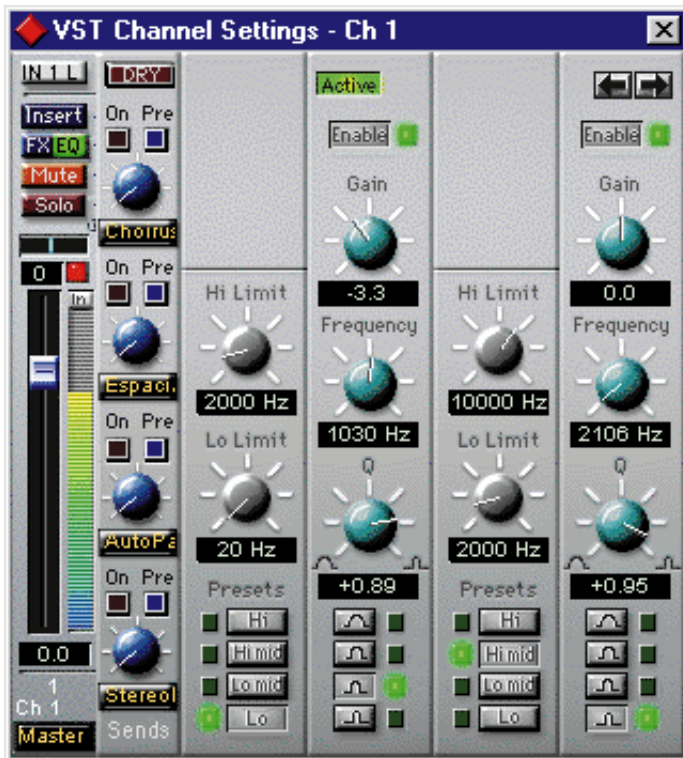 VST Channel Settings - Ch 1
IN 1 L
Insert
FX EQ
Mute
Solo
0
In
0.0
1
Ch 1
Master
DRY
On Pre
Chorrus
On Pre
Espaci.
On Pre
AutoPa
On Pre
Stereol
Sends
Hi Limit
2000 Hz
Lo Limit
20 Hz
Presets
Hi
Hi mid
Lo mid
Lo
Active
Enable
Gain
-3.3
Frequency
1030 Hz
Q
+0.89
Hi Limit
10000 Hz
Lo Limit
2000 Hz
Presets
Hi
Hi mid
Lo mid
Lo
Enable
Gain
0.0
Frequency
2106 Hz
Q
+0.95